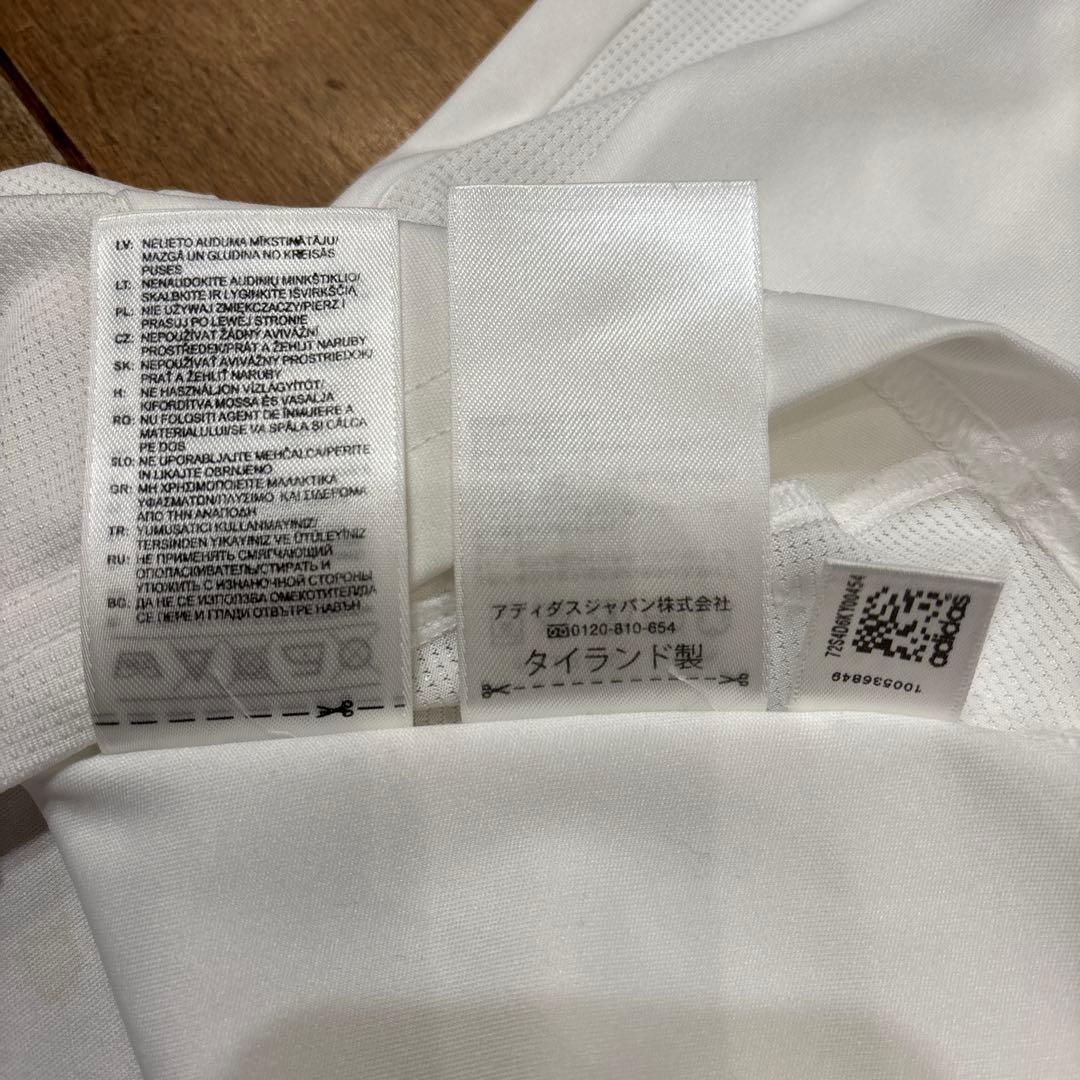 LV: NELIETO AUDUMA MĪKSTINĀTĀJU/
MAZGĀ UN GLUDINA NO KREISĀS
PUSES
LT: NENAUDOKITE AUDINIŲ MINKŠTIKLIO/
SKALBKITE IR LYGINKITE IŠVIRKŠČIĄ
PL: NIE UŻYWAJ ZMIĘKCZACZY/PIERZ I
PRASUJ PO LEWEJ STRONIE
CZ: NEPOUŽÍVAT ŽÁDNÝ AVIVÁŽNÍ
PROSTŘEDEK/PRÁT A ŽEHLIT NARUBY
SK: NEPOUŽÍVAŤ AVIVÁŽNY PROSTRIEDOK/
PRAŤ A ŽEHLIŤ NARUBY
H: NE HASZNÁLJON VÍZLÁGYÍTÓT/
KIFORDÍTVA MOSSA ÉS VASALJA
RO: NU FOLOSITI AGENT DE ÎNMUIERE A
MATERIALULUI/SE VA SPĂLA ȘI CĂLCA
PE DOS
SLO: NE UPORABLJAJTE MEHČALCA/PERITE
IN LIKAJTE OBRNJENO
GR: ΜΗ ΧΡΗΣΙΜΟΠΟΙΕΙΤΕ ΜΑΛΑΚΤΙΚΑ
ΥΦΑΣΜΑΤΩΝ/ΠΛΥΣΙΜΟ ΚΑΙ ΣΙΔΕΡΩΜΑ
ΑΠΟ ΤΗΝ ΑΝΑΠΟΔΗ
TR: YUMUŞATICI KULLANMAYINIZ/
TERSİNDEN YIKAYINIZ VE ÜTÜLEYİNİZ
RU: НЕ ПРИМЕНЯТЬ СМЯГЧАЮЩИЙ
ОПОЛАСКИВАТЕЛЬ/СТИРАТЬ И
УТЮЖИТЬ С ИЗНАНОЧНОЙ СТОРОНЫ
BG: ДА НЕ СЕ ИЗПОЛЗВА ОМЕКОТИТЕЛ/ДА
СЕ ПЕРЕ И ГЛАДИ ОТВЪТРЕ НАВЪН
アディダスジャパン株式会社
0120-810-654
タイランド製
72S4D6KY00454
adidas
100536849